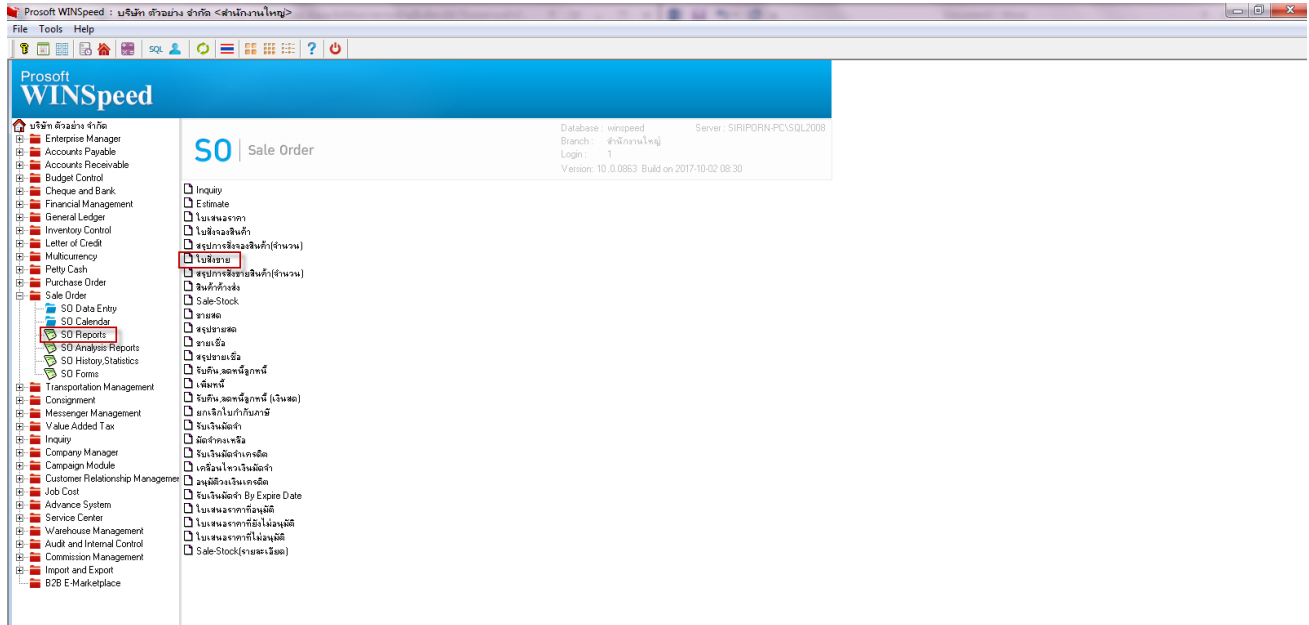 Prosoft WINSpeed : บริษัท ตัวอย่าง จำกัด <สำนักงานใหญ่>
File Tools Help
SQL
Prosoft
WINSpeed
บริษัท ตัวอย่าง จำกัด
Enterprise Manager
Accounts Payable
Accounts Receivable
Budget Control
Cheque and Bank
Financial Management
General Ledger
Inventory Control
Letter of Credit
Multicurrency
Petty Cash
Purchase Order
Sale Order
SO Data Entry
SO Calendar
SO Reports
SO Analysis Reports
SO History,Statistics
SO Forms
Transportation Management
Consignment
Messenger Management
Value Added Tax
Inquiry
Company Manager
Campaign Module
Customer Relationship Managemen
Job Cost
Advance System
Service Center
Warehouse Management
Audit and Internal Control
Commission Management
Import and Export
B2B E-Marketplace
SO Sale Order
Database : winspeed Server : SIRIPORN-PC\SQL2008
Branch : สำนักงานใหญ่
Login : 1
Version: 10.0.0863 Build on 2017-10-02 08:30
Inquiry
Estimate
ใบเสนอราคา
ใบสั่งจองสินค้า
สรุปการสั่งจองสินค้า(จำนวน)
ใบสั่งขาย
สรุปการสั่งขายสินค้า(จำนวน)
สินค้าค้างส่ง
Sale-Stock
ขายสด
สรุปขายสด
ขายเชื่อ
สรุปขายเชื่อ
รับคืน,ลดหนี้ลูกหนี้
เพิ่มหนี้
รับคืน,ลดหนี้ลูกหนี้ (เงินสด)
ยกเลิกใบกำกับภาษี
รับเงินมัดจำ
มัดจำคงเหลือ
รับเงินมัดจำเครดิต
เคลื่อนไหวเงินมัดจำ
อนุมัติวงเงินเครดิต
รับเงินมัดจำ By Expire Date
ใบเสนอราคาที่อนุมัติ
ใบเสนอราคาที่ยังไม่อนุมัติ
ใบเสนอราคาที่ไม่อนุมัติ
Sale-Stock(รายละเอียด)